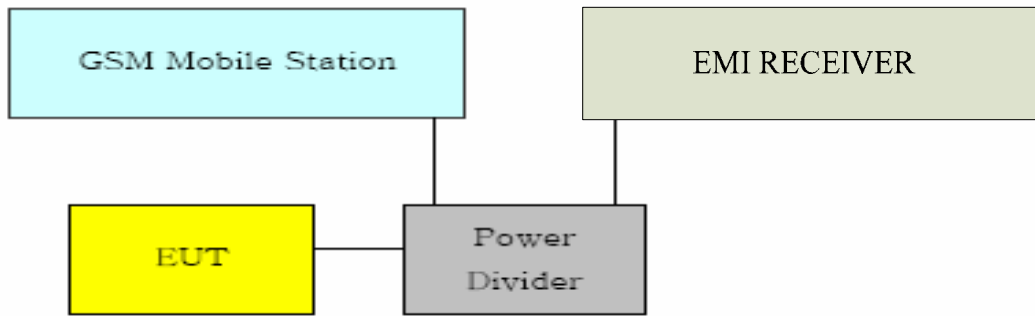 GSM Mobile Station
EMI RECEIVER
EUT
Power
Divider